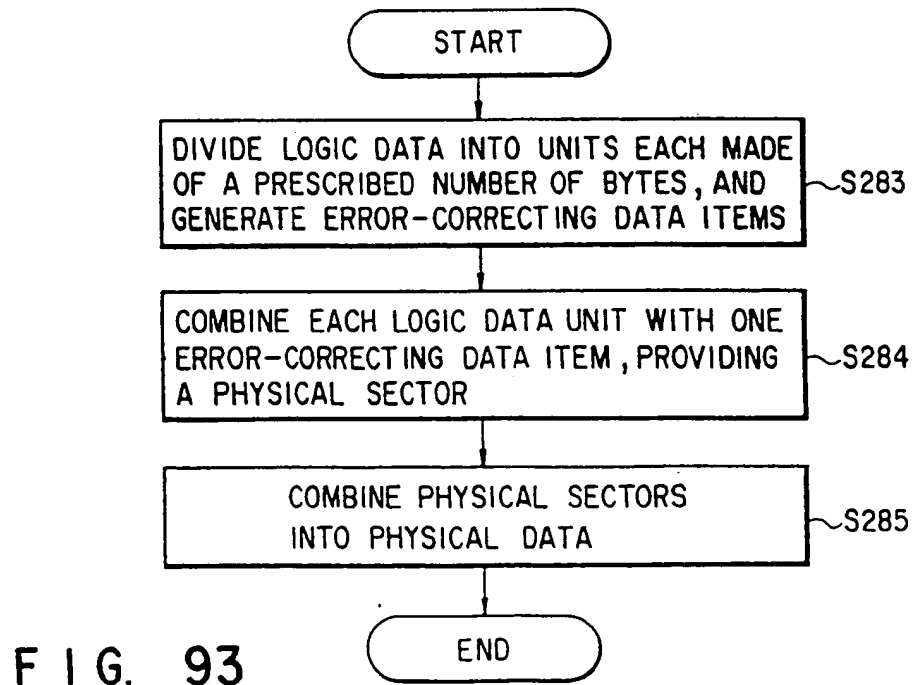 START
DIVIDE LOGIC DATA INTO UNITS EACH MADE
OF A PRESCRIBED NUMBER OF BYTES, AND
GENERATE ERROR-CORRECTING DATA ITEMS
S283
COMBINE EACH LOGIC DATA UNIT WITH ONE
ERROR-CORRECTING DATA ITEM, PROVIDING
A PHYSICAL SECTOR
S284
COMBINE PHYSICAL SECTORS
INTO PHYSICAL DATA
S285
END
FIG. 93